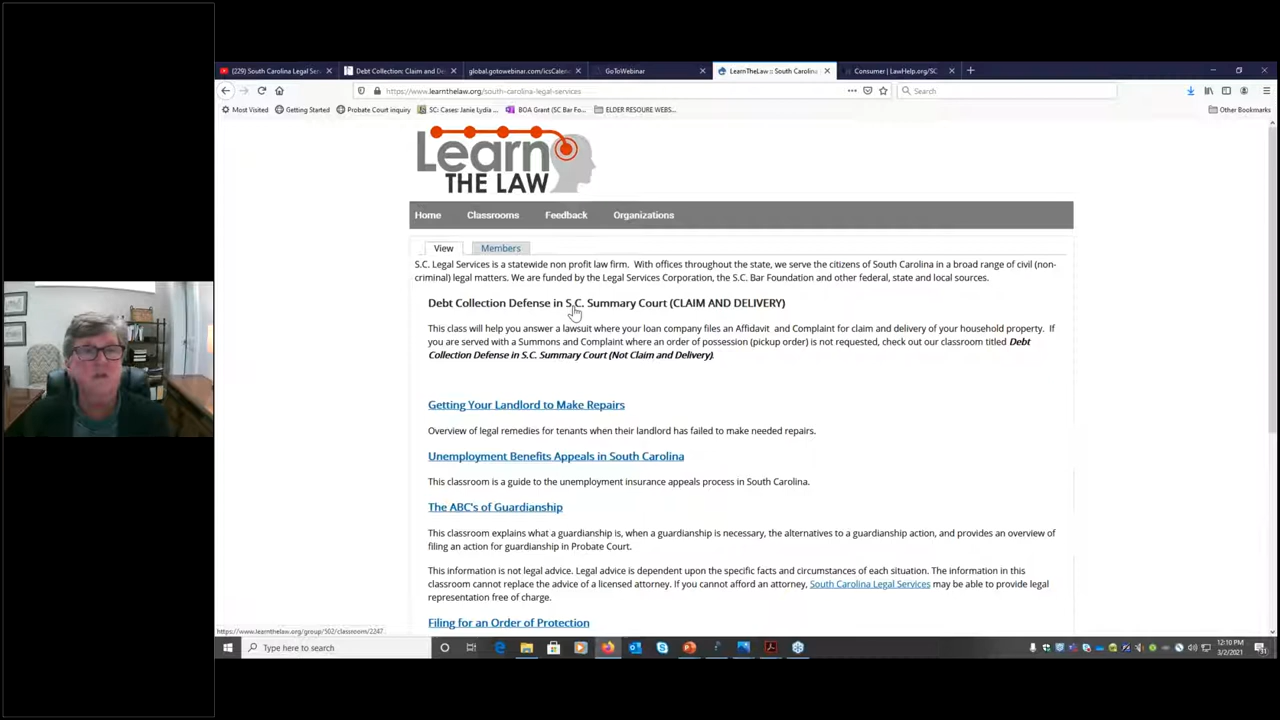 (229) South Carolina Legal Serv
Debt Collection: Claim and De
global.gotowebinar.com/icsCalen
GoToWebinar
LearnTheLaw :: South Carolina
Consumer | LawHelp.org/SC
https://www.learnthelaw.org/south-carolina-legal-services
Search
Most Visited
Getting Started
Probate Court inquiry
SC: Cases: Janie Lydia ...
BOA Grant (SC Bar Fo...
ELDER RESOURE WEBS...
Other Bookmarks
Learn
THE LAW
Home Classrooms Feedback Organizations
View Members
S.C. Legal Services is a statewide non profit law firm. With offices throughout the state, we serve the citizens of South Carolina in a broad range of civil (non-
criminal) legal matters. We are funded by the Legal Services Corporation, the S.C. Bar Foundation and other federal, state and local sources.
Debt Collection Defense in S.C. Summary Court (CLAIM AND DELIVERY)
This class will help you answer a lawsuit where your loan company files an Affidavit and Complaint for claim and delivery of your household property. If
you are served with a Summons and Complaint where an order of possession (pickup order) is not requested, check out our classroom titled Debt
Collection Defense in S.C. Summary Court (Not Claim and Delivery).
Getting Your Landlord to Make Repairs
Overview of legal remedies for tenants when their landlord has failed to make needed repairs.
Unemployment Benefits Appeals in South Carolina
This classroom is a guide to the unemployment insurance appeals process in South Carolina.
The ABC's of Guardianship
This classroom explains what a guardianship is, when a guardianship is necessary, the alternatives to a guardianship action, and provides an overview of
filing an action for guardianship in Probate Court.
This information is not legal advice. Legal advice is dependent upon the specific facts and circumstances of each situation. The information in this
classroom cannot replace the advice of a licensed attorney. If you cannot afford an attorney, South Carolina Legal Services may be able to provide legal
representation free of charge.
Filing for an Order of Protection
https://www.learnthelaw.org/group/502/classroom/2247
Type here to search
12:10 PM
3/2/2021